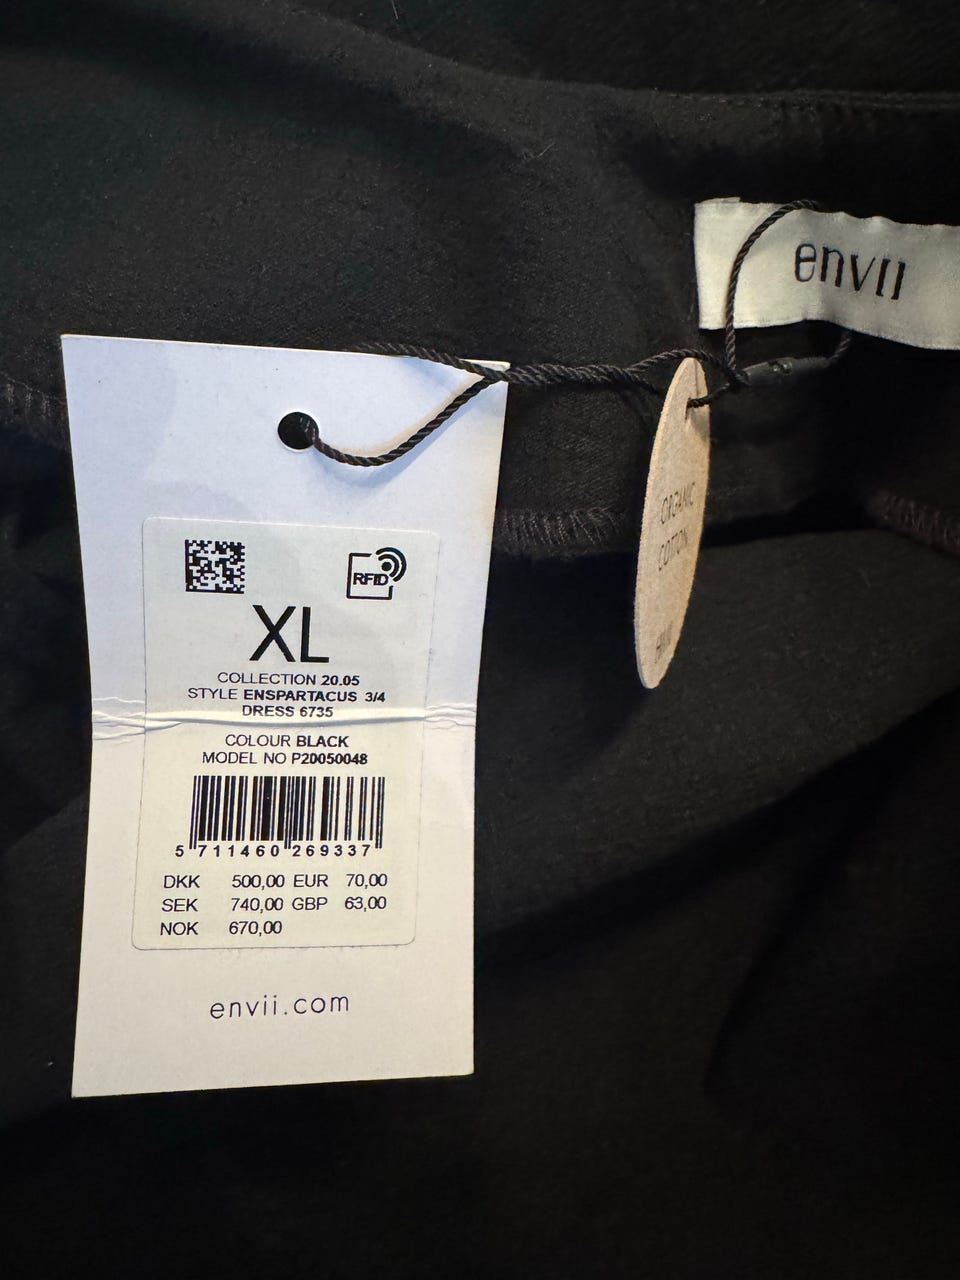 envii
ORGANIC
COTTON
RFID
XL
COLLECTION 20.05
STYLE ENSPARTACUS 3/4
DRESS 6735
COLOUR BLACK
MODEL NO P20050048
5 711460 269337
DKK 500,00 EUR 70,00
SEK 740,00 GBP 63,00
NOK 670,00
envii.com